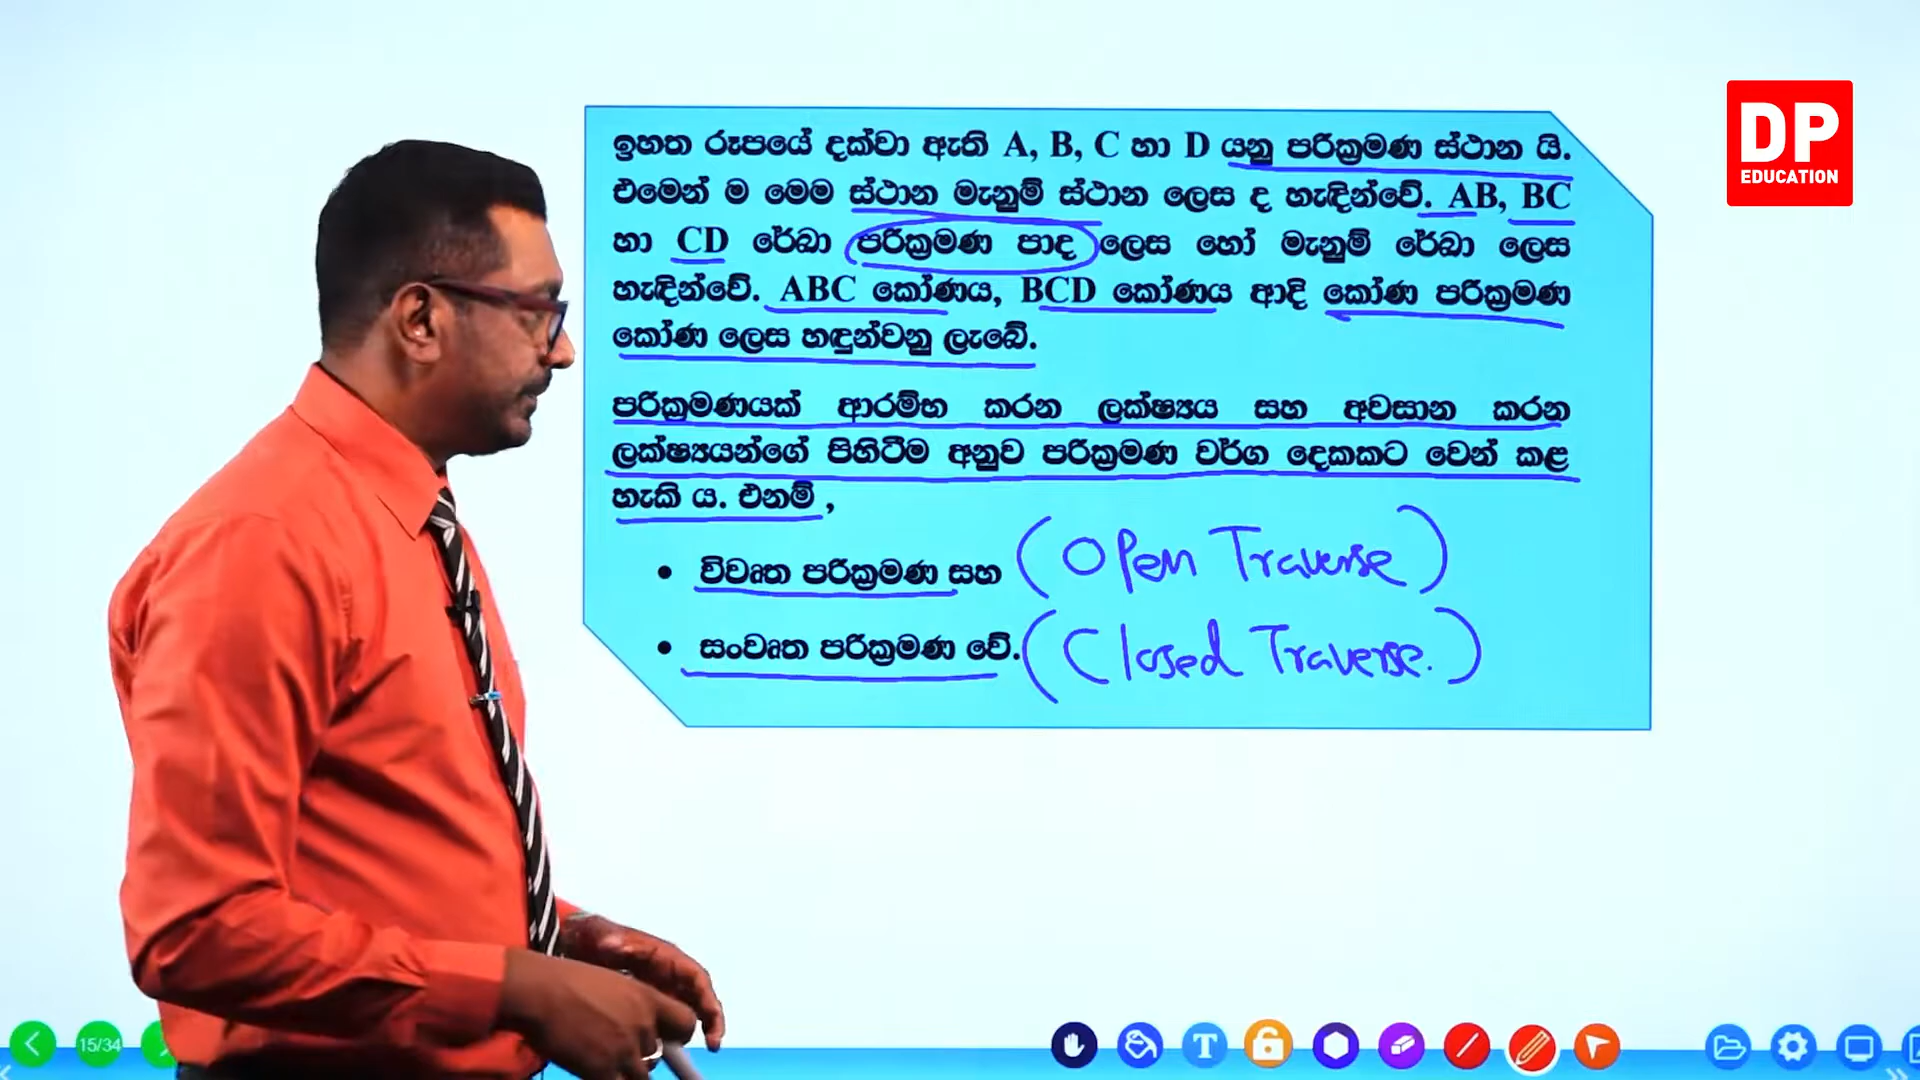 DP
EDUCATION
ඉහත රූපයේ දක්වා ඇති A, B, C හා D යනු පරික්‍රමණ ස්ථාන යි.
එමෙන් ම මෙම ස්ථාන මැනුම් ස්ථාන ලෙස ද හැඳින්වේ. AB, BC
හා CD රේඛා පරික්‍රමණ පාද ලෙස හෝ මැනුම් රේඛා ලෙස
හැඳින්වේ. ABC කෝණය, BCD කෝණය ආදි කෝණ පරික්‍රමණ
කෝණ ලෙස හඳුන්වනු ලැබේ.
පරික්‍රමණයක් ආරම්භ කරන ලක්ෂ්‍යය සහ අවසාන කරන
ලක්ෂ්‍යයන්ගේ පිහිටීම අනුව පරික්‍රමණ වර්ග දෙකකට වෙන් කළ
හැකි ය. එනම් ,
• විවෘත පරික්‍රමණ සහ (Open Traverse)
• සංවෘත පරික්‍රමණ වේ. (Closed Traverse.)
15/34
T